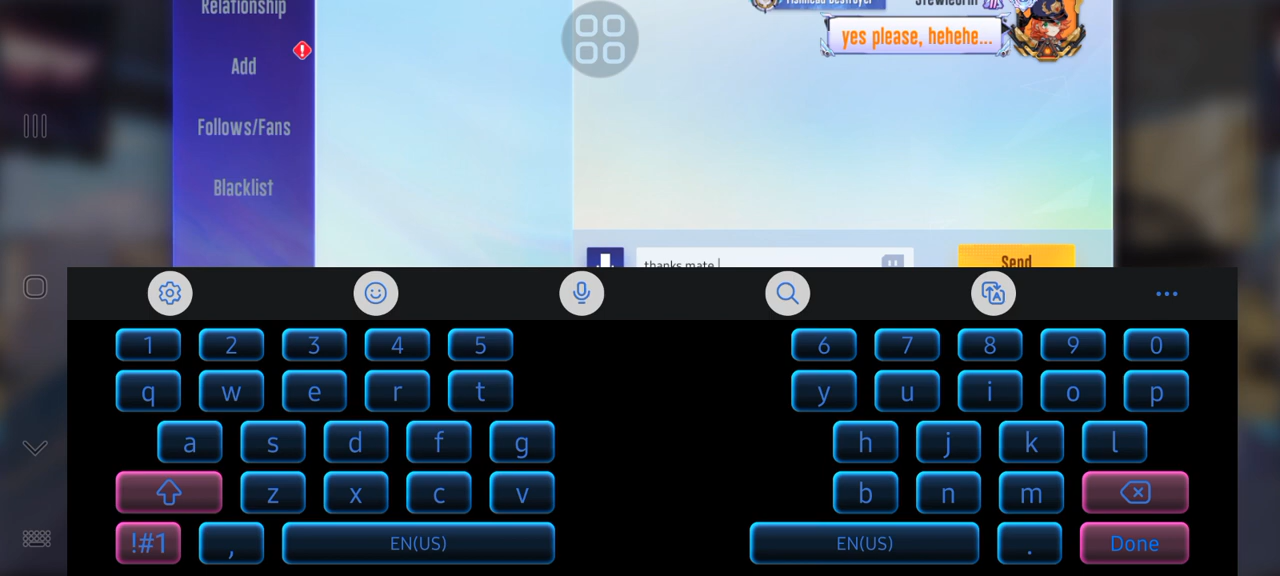 Relationship
Add
Follows/Fans
Blacklist
yes please, hehehe...
thanks mate
Send
1 2 3 4 5 6 7 8 9 0
q w e r t y u i o p
a s d f g h j k l
z x c v b n m
!#1 , EN(US) EN(US) . Done